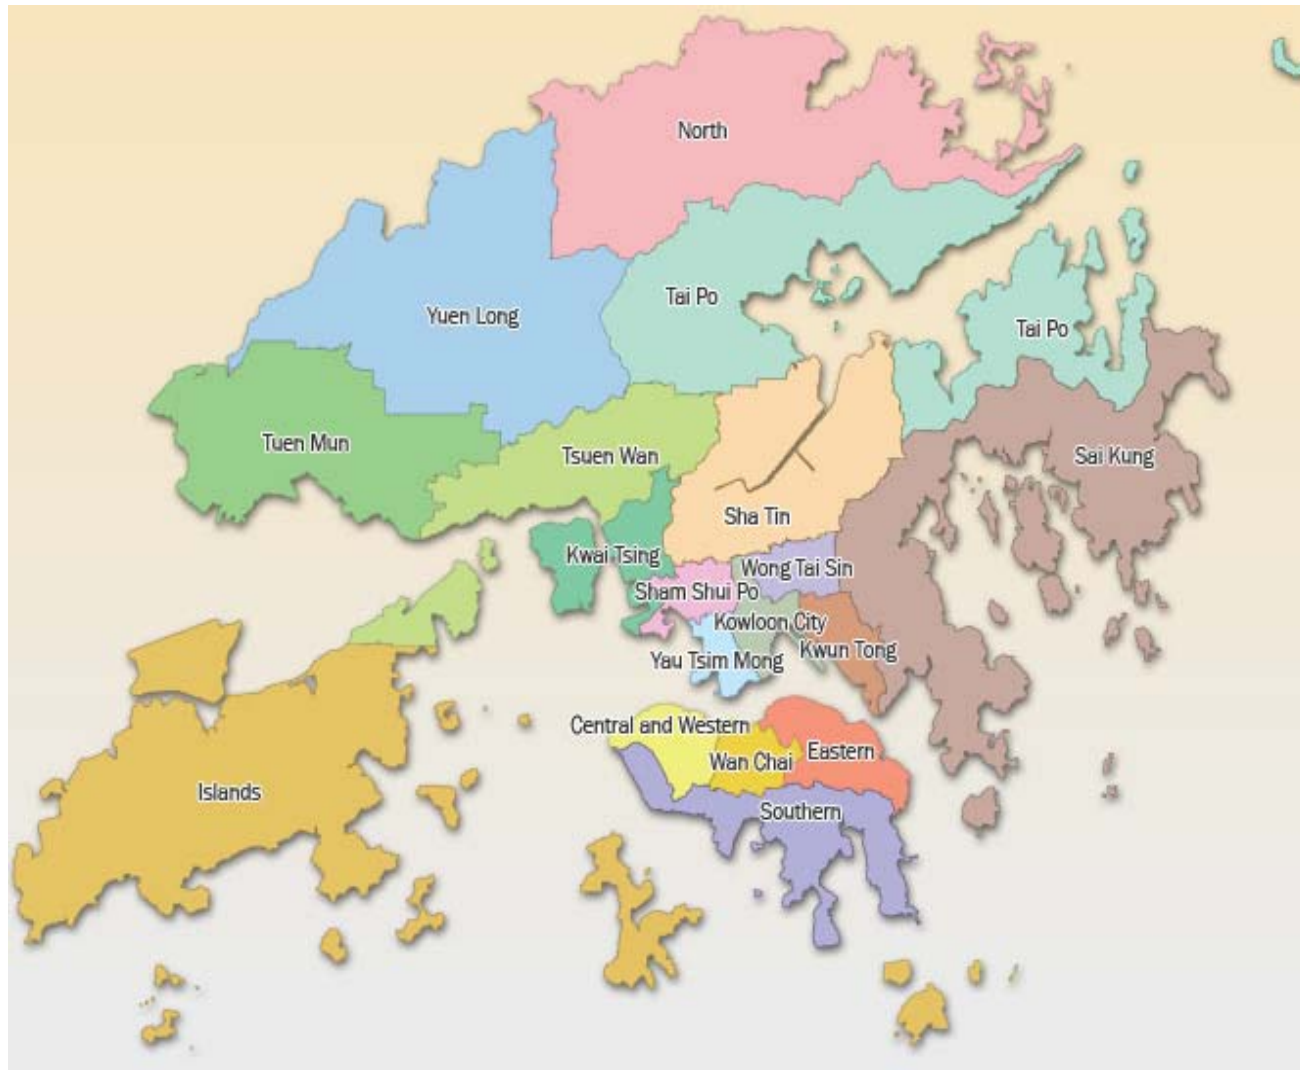 North
Tai Po
Yuen Long
Tai Po
Tuen Mun
Tsuen Wan
Sai Kung
Sha Tin
Kwai Tsing
Wong Tai Sin
Sham Shui Po
Kowloon City
Kwun Tong
Yau Tsim Mong
Central and Western
Eastern
Wan Chai
Islands
Southern